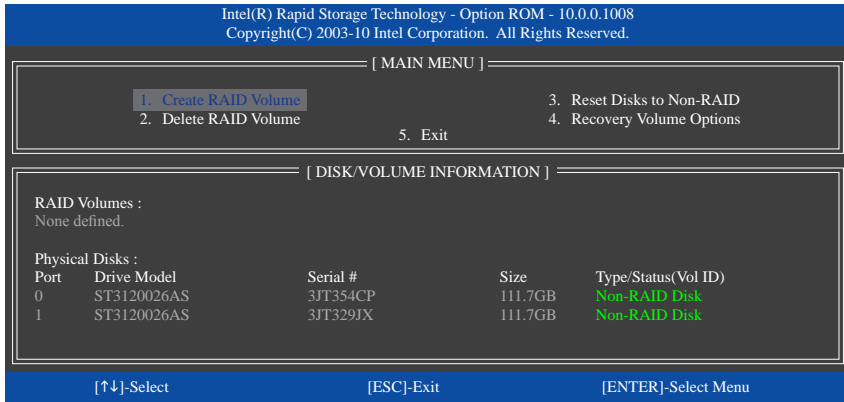 Intel(R) Rapid Storage Technology - Option ROM - 10.0.0.1008
Copyright(C) 2003-10 Intel Corporation. All Rights Reserved.
[ MAIN MENU ]
1. Create RAID Volume 3. Reset Disks to Non-RAID
2. Delete RAID Volume 4. Recovery Volume Options
5. Exit
[ DISK/VOLUME INFORMATION ]
RAID Volumes :
None defined.
Physical Disks :
Port Drive Model Serial # Size Type/Status(Vol ID)
0 ST3120026AS 3JT354CP 111.7GB Non-RAID Disk
1 ST3120026AS 3JT329JX 111.7GB Non-RAID Disk
[↑↓]-Select [ESC]-Exit [ENTER]-Select Menu